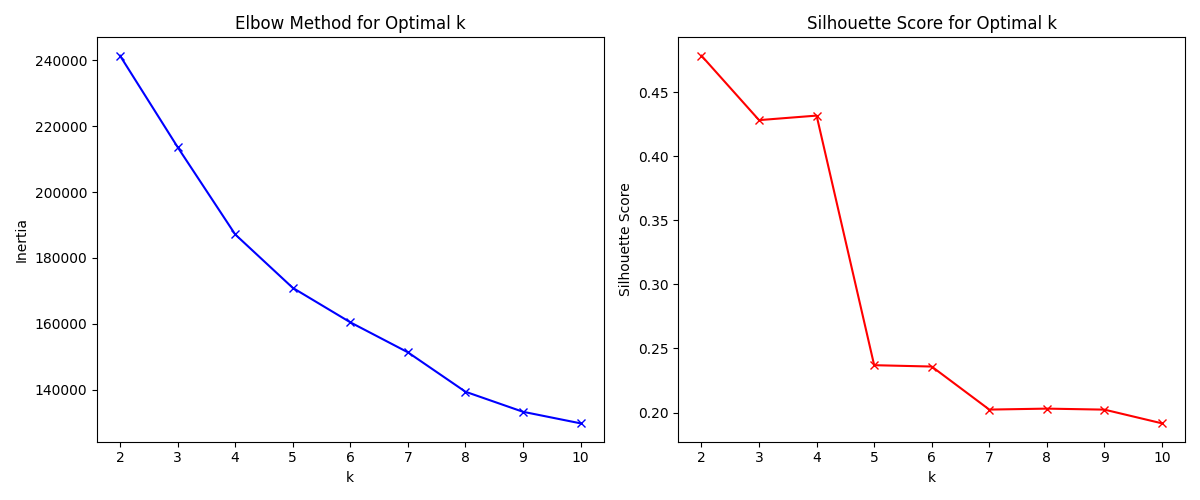 Elbow Method for Optimal k
240000
220000
200000
180000
160000
140000
Inertia
2 3 4 5 6 7 8 9 10
k
Silhouette Score for Optimal k
0.45
0.40
0.35
0.30
0.25
0.20
Silhouette Score
2 3 4 5 6 7 8 9 10
k